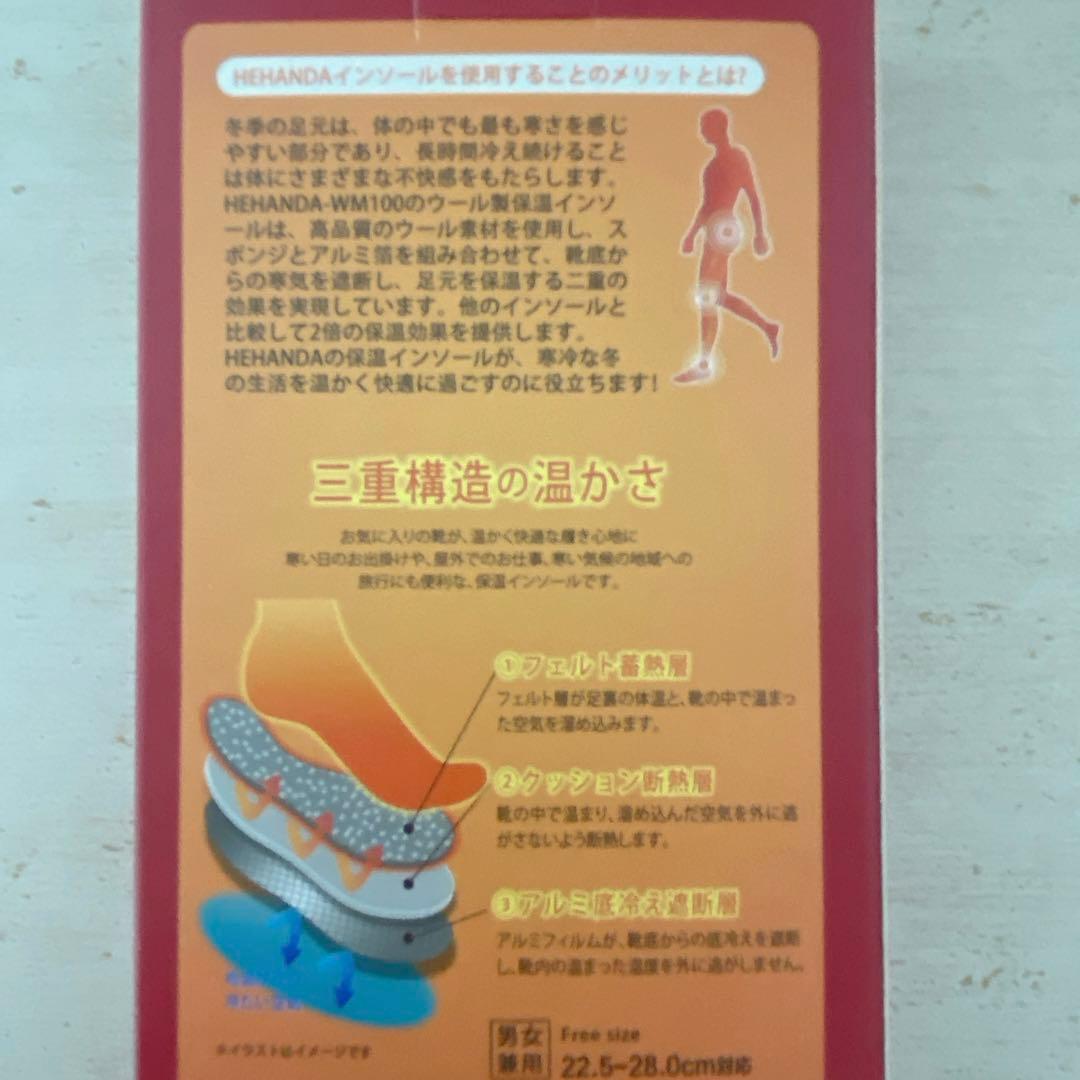 HEHANDAインソールを使用することのメリットとは?
冬季の足元は、体の中でも最も寒さを感じ
やすい部分であり、長時間冷え続けること
は体にさまざまな不快感をもたらします。
HEHANDA-WM100のウール製保温インソ
ールは、高品質のウール素材を使用し、ス
ポンジとアルミ箔を組み合わせて、靴底か
らの寒気を遮断し、足元を保温する二重の
効果を実現しています。他のインソールと
比較して2倍の保温効果を提供します。
HEHANDAの保温インソールが、寒冷な冬
の生活を温かく快適に過ごすのに役立ちます!
三重構造の温かさ
お気に入りの靴が、温かく快適な履き心地に
寒い日のお出掛けや、屋外でのお仕事、寒い気候の地域への
旅行にも便利な、保温インソールです。
①フェルト蓄熱層
フェルト層が足裏の体温と、靴の中で温まっ
た空気を溜め込みます。
②クッション断熱層
靴の中で温まり、溜め込んだ空気を外に逃
がさないよう断熱します。
③アルミ底冷え遮断層
アルミフィルムが、靴底からの底冷えを遮断
し、靴内の温まった温度を外に逃がしません。
冷たい空気
※イラストはイメージです
男女
兼用
Free size
22.5-28.0cm対応